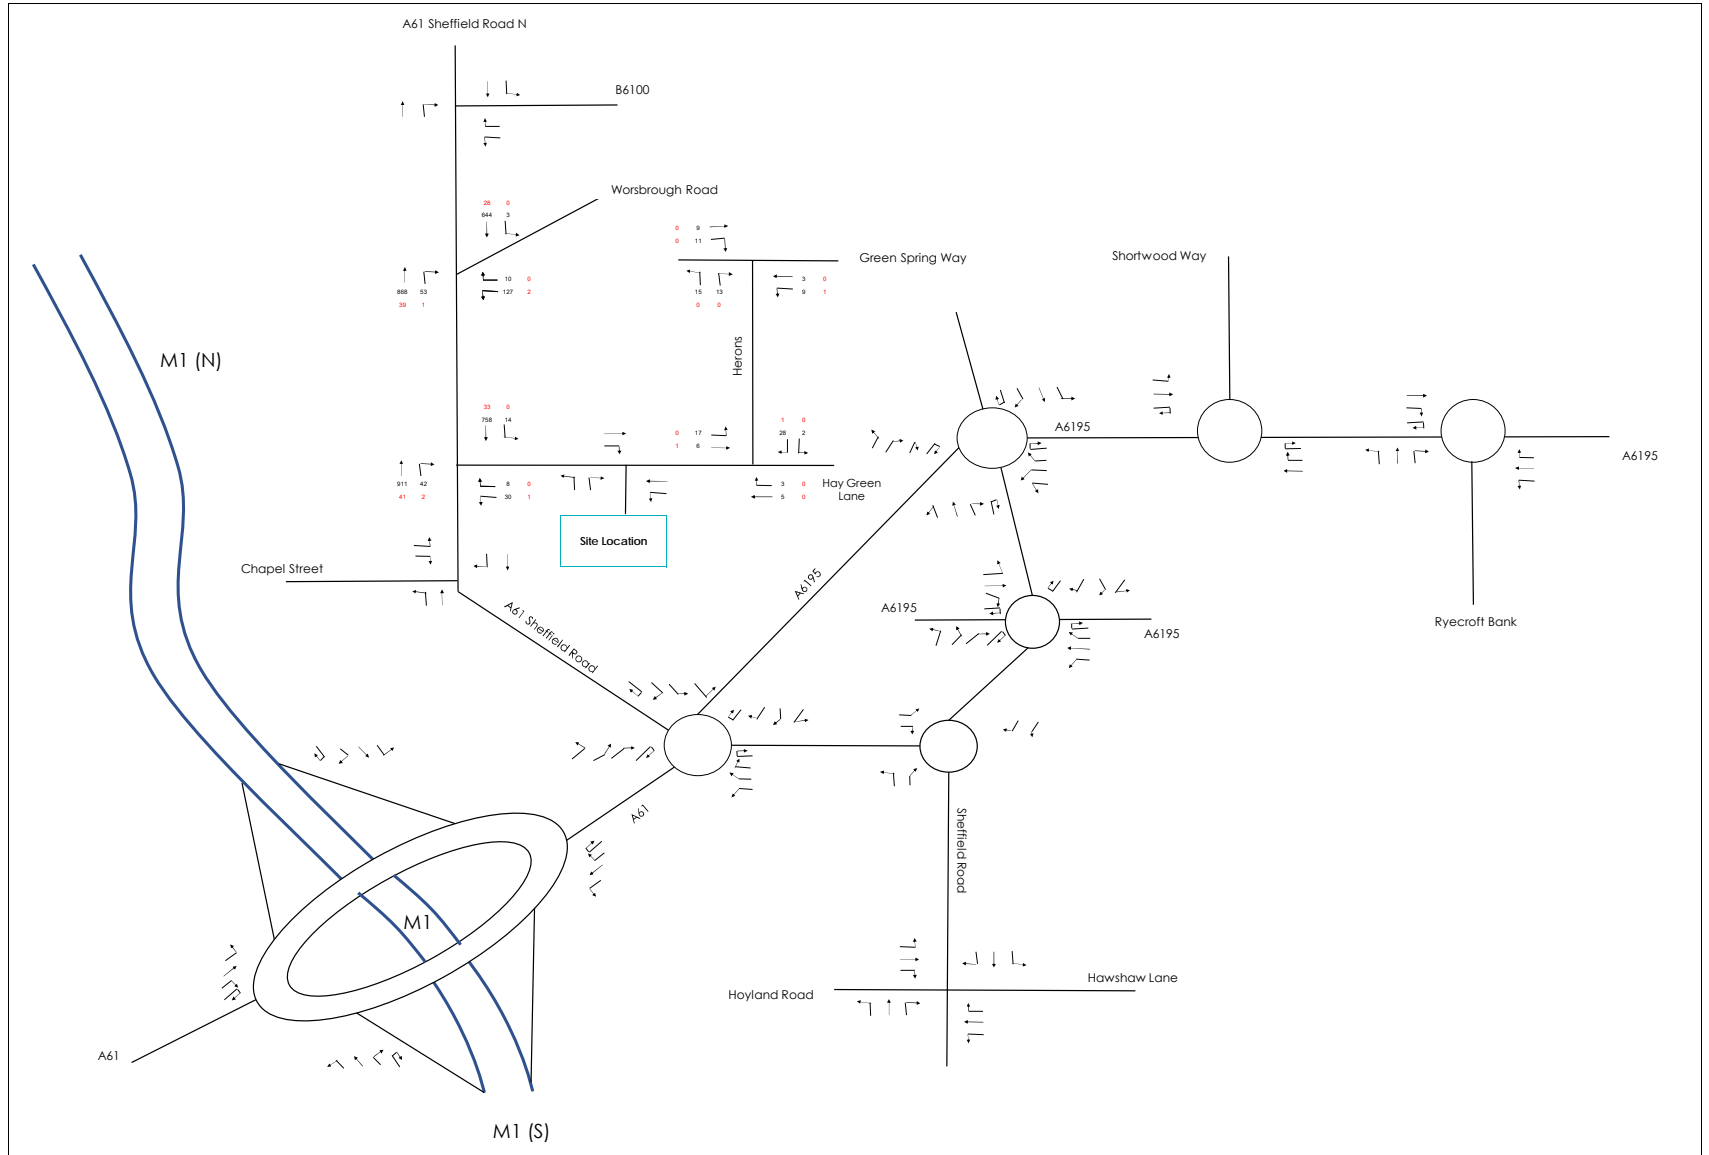 A61 Sheffield Road N
B6100
Worsbrough Road
28 0
644 3
0 9
0 11
Green Spring Way
Shortwood Way
10 0
127 2
868 53
39 1
15 13
0 0
3 0
9 1
M1 (N)
Herons
33 0
758 14
0 17
1 6
1 0
28 2
A6195
A6195
911 42
41 2
8 0
30 1
3 0
5 0
Hay Green
Lane
Site Location
Chapel Street
A61 Sheffield Road
A6195
A6195
A6195
Ryecroft Bank
A61
Sheffield Road
M1
Hoyland Road
Hawshaw Lane
A61
M1 (S)